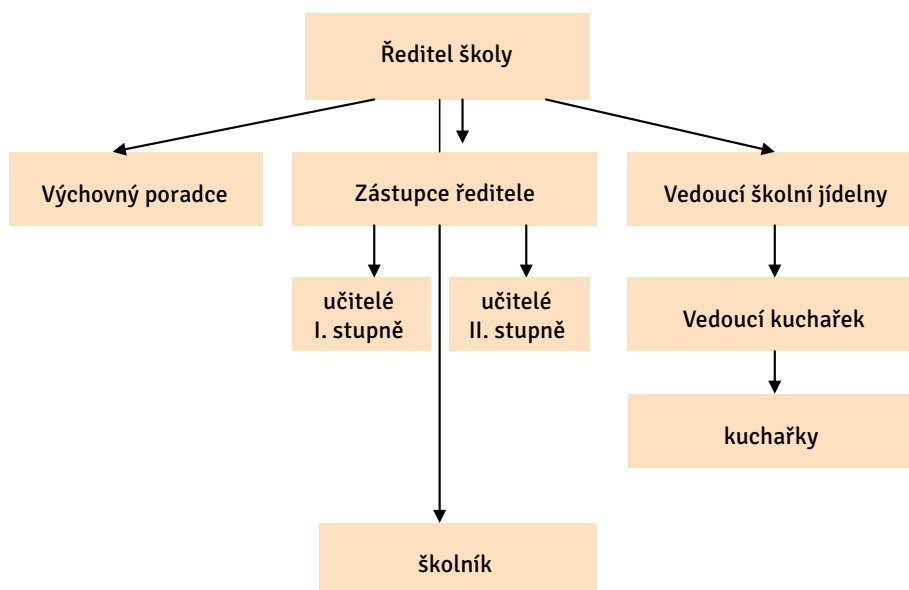 Ředitel školy
Výchovný poradce
Zástupce ředitele
Vedoucí školní jídelny
učitelé
I. stupně
učitelé
II. stupně
Vedoucí kuchařek
kuchařky
školník